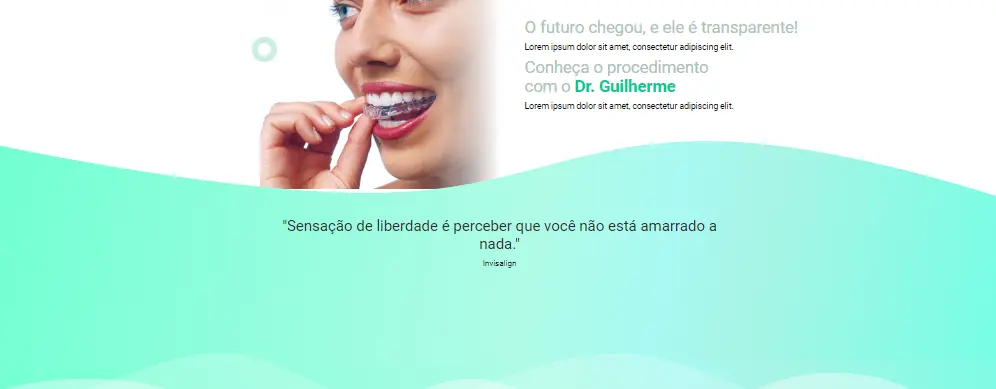 O futuro chegou, e ele é transparente!
Lorem ipsum dolor sit amet, consectetur adipiscing elit.
Conheça o procedimento
com o Dr. Guilherme
Lorem ipsum dolor sit amet, consectetur adipiscing elit.
"Sensação de liberdade é perceber que você não está amarrado a
nada."
Invisalign